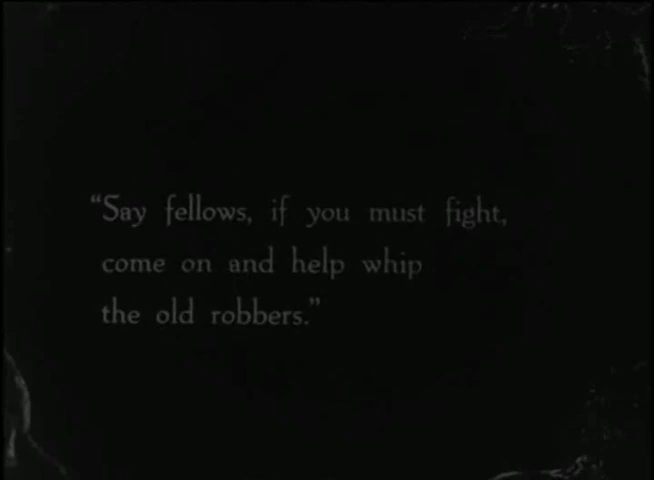 “Say fellows, if you must fight,
come on and help whip
the old robbers.”